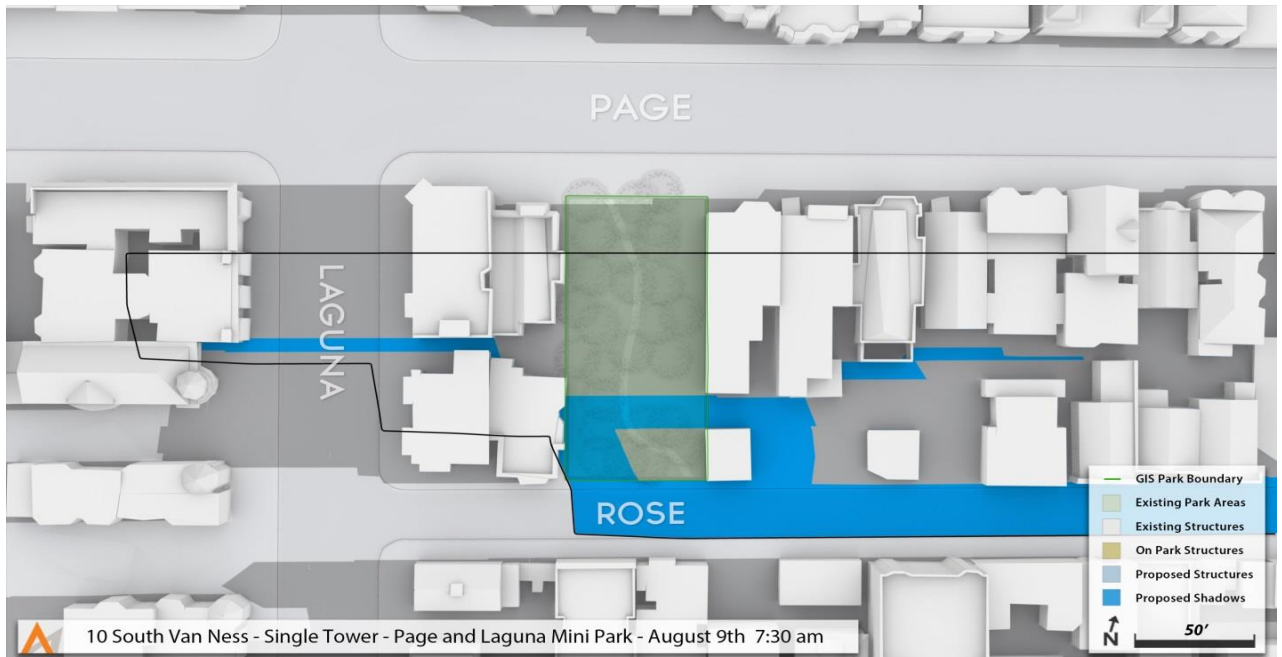 PAGE
LAGUNA
ROSE
GIS Park Boundary
Existing Park Areas
Existing Structures
On Park Structures
Proposed Structures
Proposed Shadows
N
50'
10 South Van Ness - Single Tower - Page and Laguna Mini Park - August 9th 7:30 am